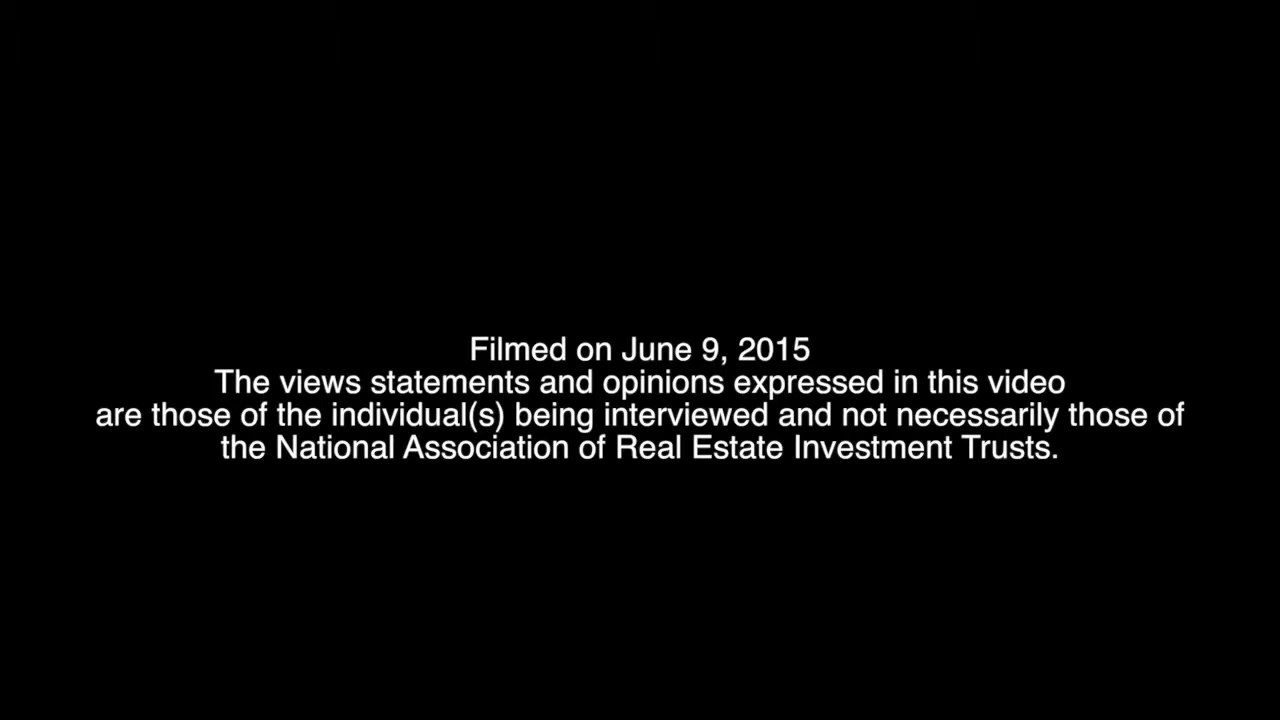 Filmed on June 9, 2015
The views statements and opinions expressed in this video
are those of the individual(s) being interviewed and not necessarily those of
the National Association of Real Estate Investment Trusts.